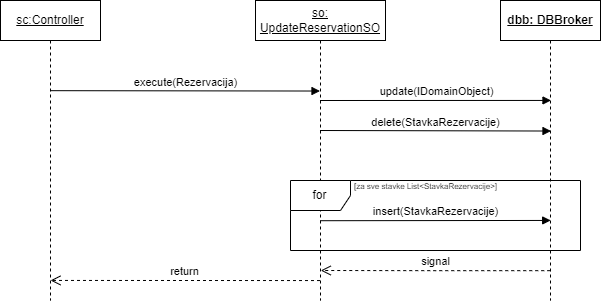 sc:Controller
so:
UpdateReservationSO
dbb: DBBroker
execute(Rezervacija)
update(IDomainObject)
delete(StavkaRezervacije)
for
[za sve stavke List<StavkaRezervacije>]
insert(StavkaRezervacije)
signal
return